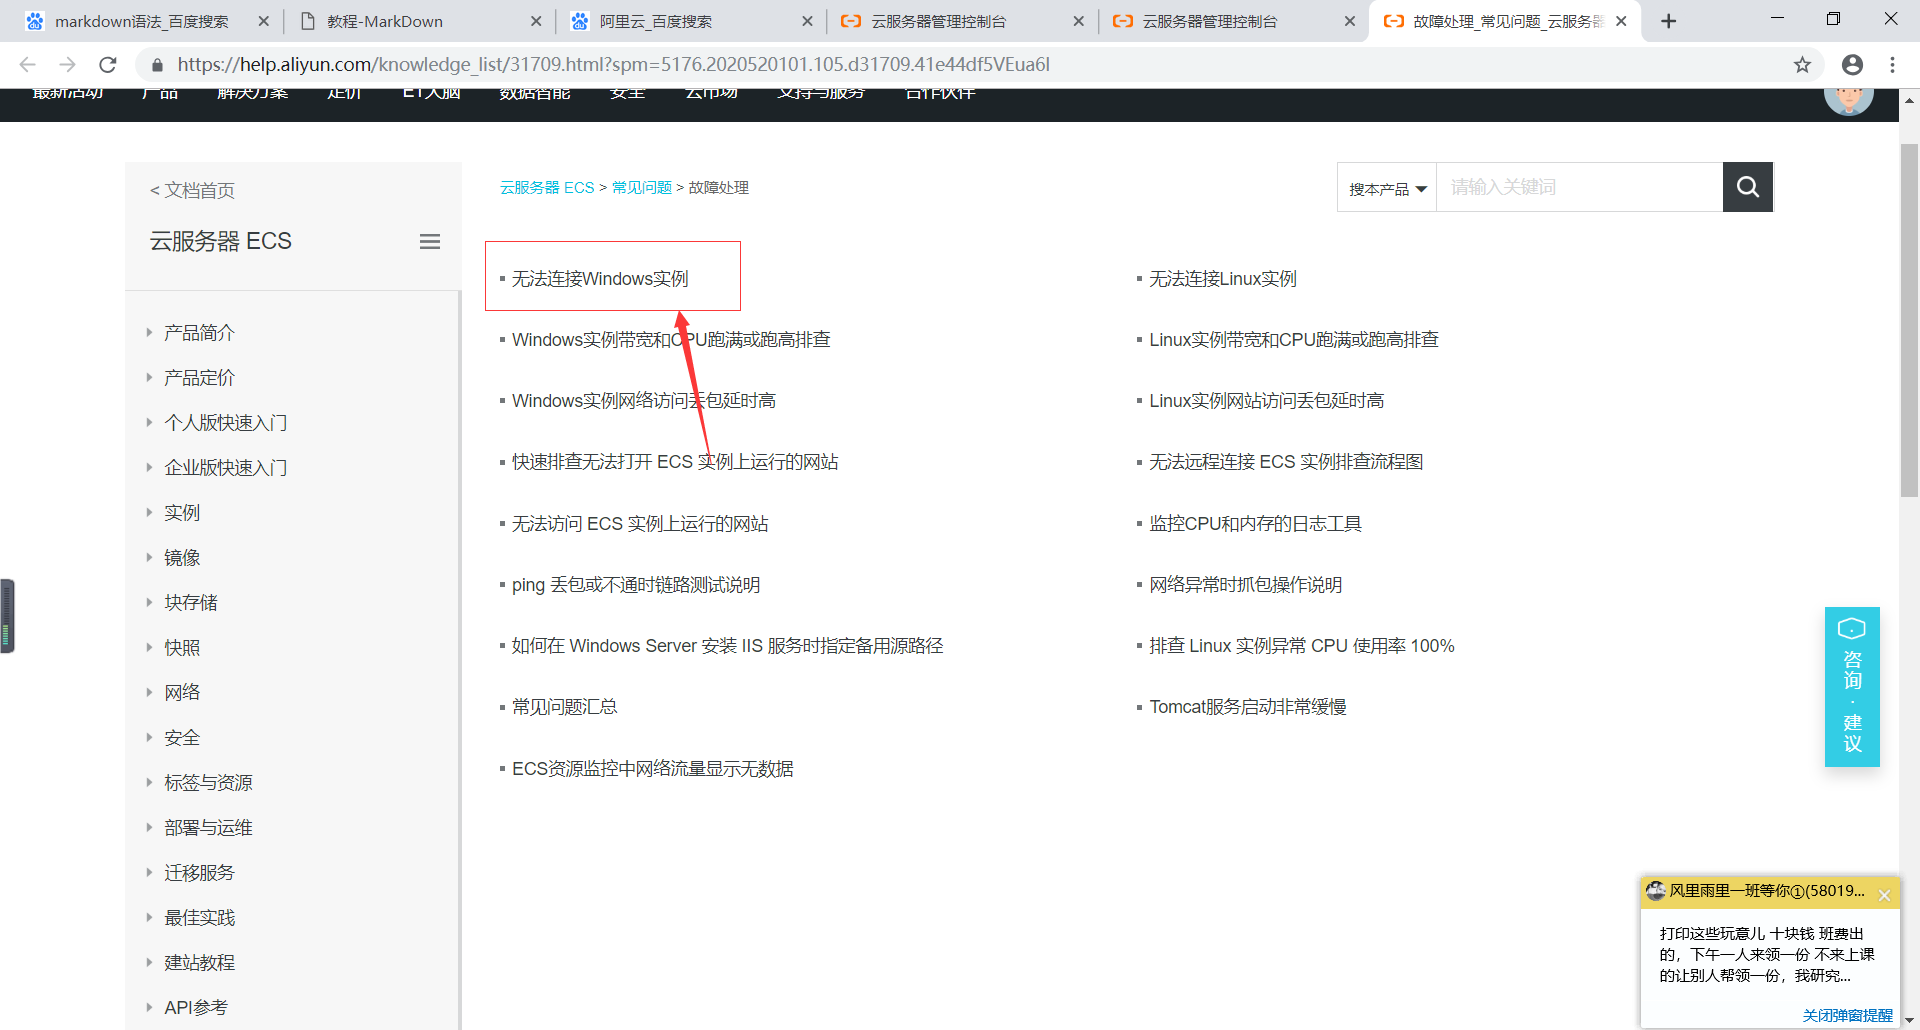 markdown语法_百度搜索
教程-MarkDown
阿里云_百度搜索
云服务器管理控制台
云服务器管理控制台
故障处理_常见问题_云服务器
https://help.aliyun.com/knowledge_list/31709.html?spm=5176.2020520101.105.d31709.41e44df5VEua6l
最新活动 产品 解决方案 定价 ET大脑 数据智能 安全 云市场 支持与服务 合作伙伴
< 文档首页
云服务器 ECS
产品简介
产品定价
个人版快速入门
企业版快速入门
实例
镜像
块存储
快照
网络
安全
标签与资源
部署与运维
迁移服务
最佳实践
建站教程
API参考
云服务器 ECS > 常见问题 > 故障处理
搜本产品
请输入关键词
无法连接Windows实例
无法连接Linux实例
Windows实例带宽和CPU跑满或跑高排查
Linux实例带宽和CPU跑满或跑高排查
Windows实例网络访问丢包延时高
Linux实例网站访问丢包延时高
快速排查无法打开 ECS 实例上运行的网站
无法远程连接 ECS 实例排查流程图
无法访问 ECS 实例上运行的网站
监控CPU和内存的日志工具
ping 丢包或不通时链路测试说明
网络异常时抓包操作说明
如何在 Windows Server 安装 IIS 服务时指定备用源路径
排查 Linux 实例异常 CPU 使用率 100%
常见问题汇总
Tomcat服务启动非常缓慢
ECS资源监控中网络流量显示无数据
咨询·建议
风里雨里一班等你①(58019...
打印这些玩意儿 十块钱 班费出
的，下午一人来领一份 不来上课
的让别人帮领一份，我研究...
关闭弹窗提醒